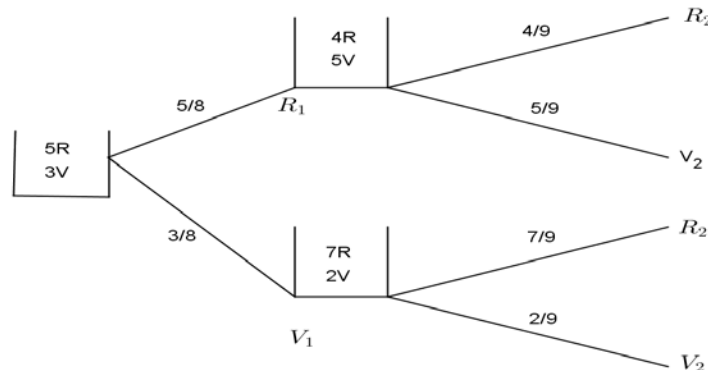 5R
3V
5/8
3/8
4R
5V
R₁
4/9
5/9
R₂
V₂
7R
2V
V₁
7/9
2/9
R₂
V₂